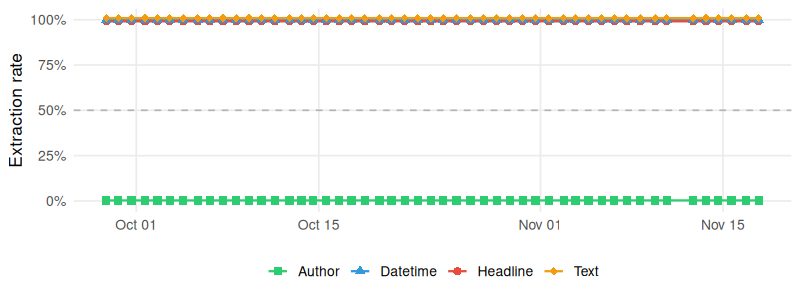 Extraction rate
100%
75%
50%
25%
0%
Oct 01 Oct 15 Nov 01 Nov 15
Author Datetime Headline Text